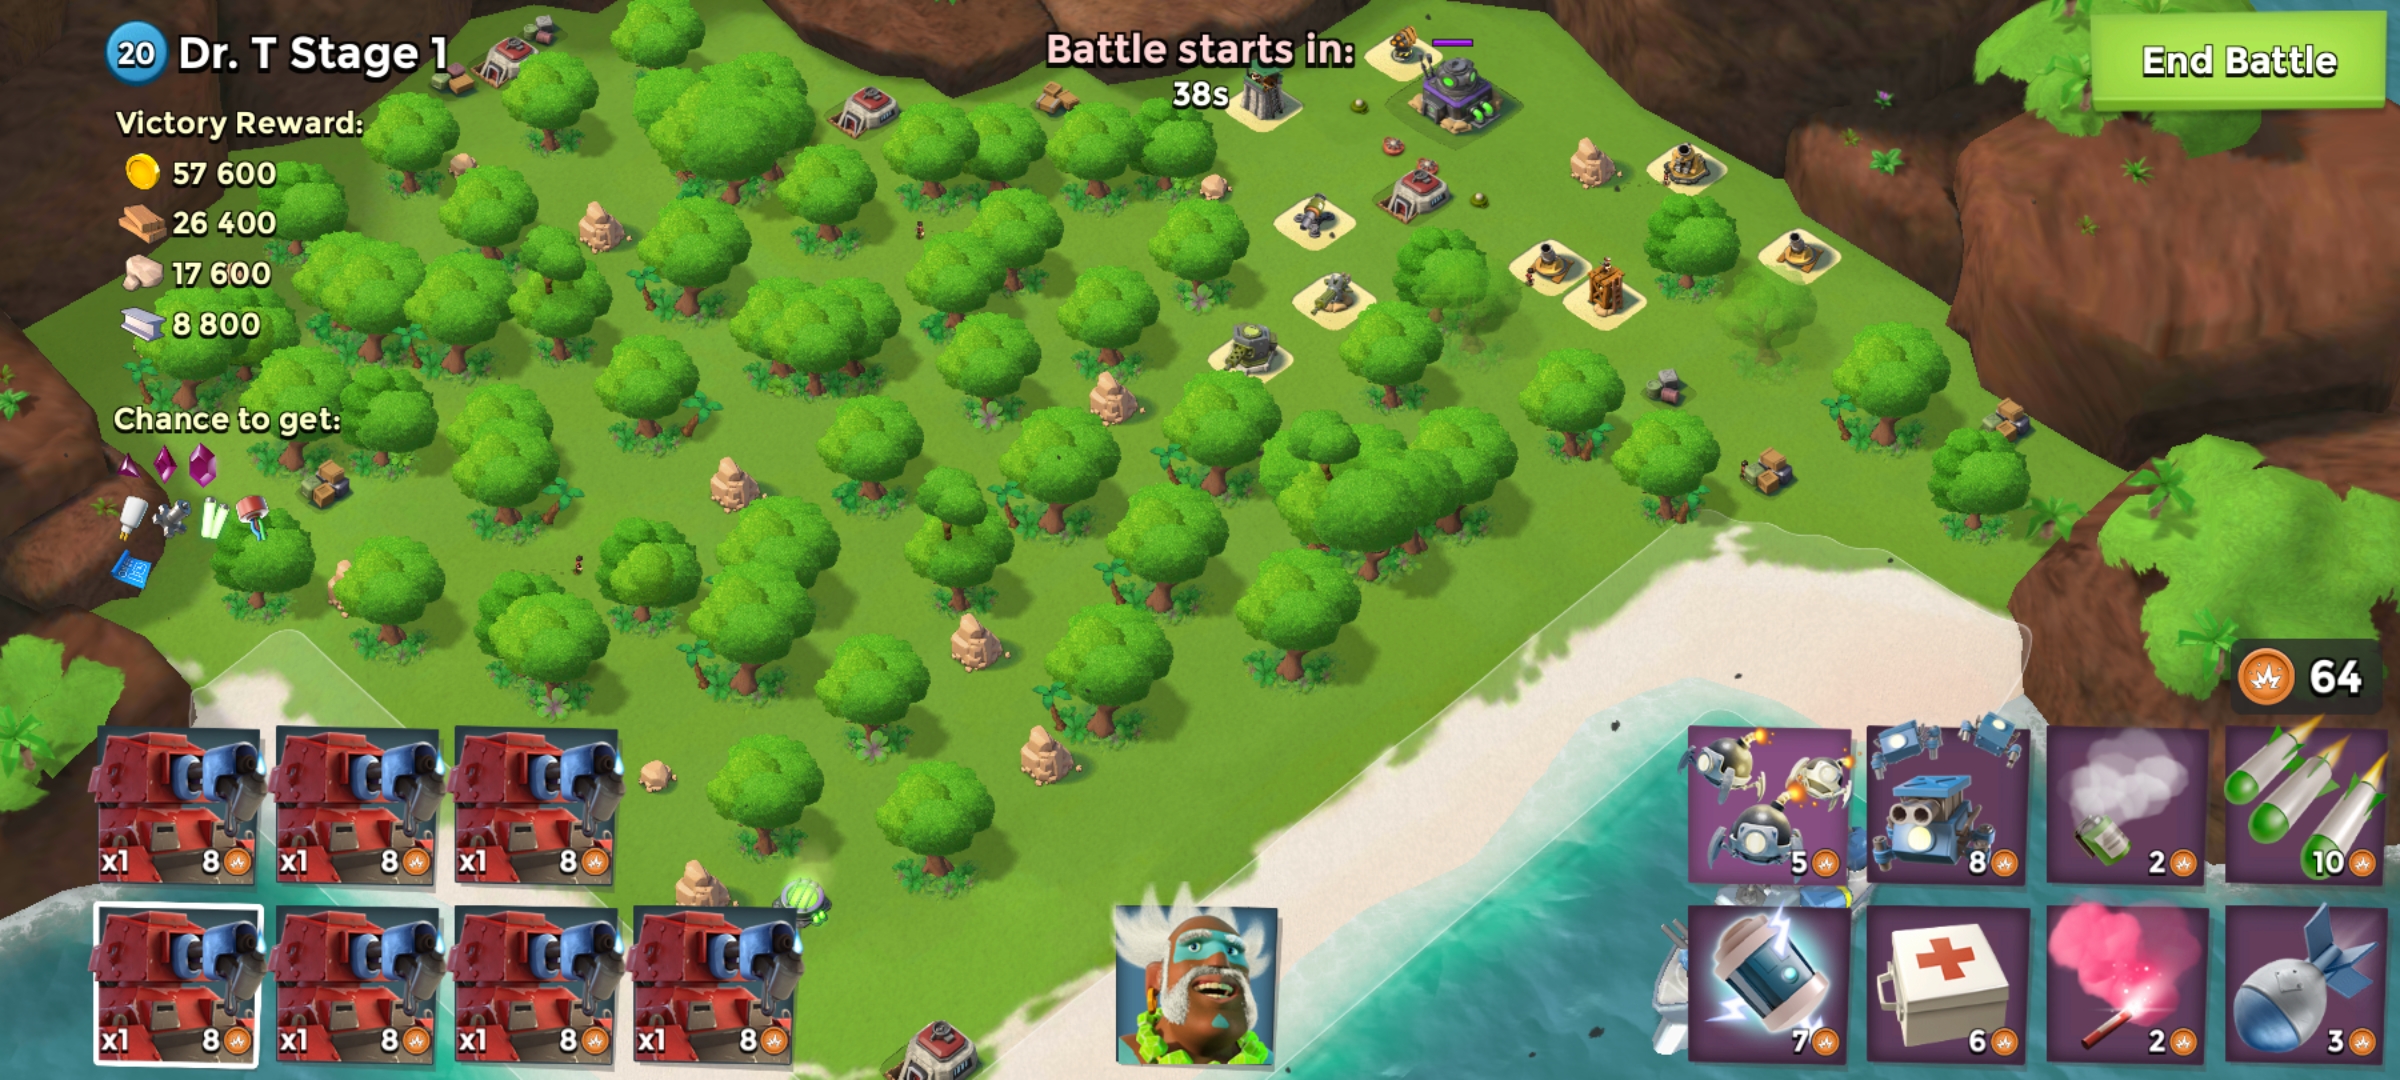 20 Dr. T Stage 1
Battle starts in:
38s
End Battle
Victory Reward:
57 600
26 400
17 600
8 800
Chance to get:
64
x1 8
x1 8
x1 8
5
8
2
10
x1 8
x1 8
x1 8
x1 8
7
6
2
3